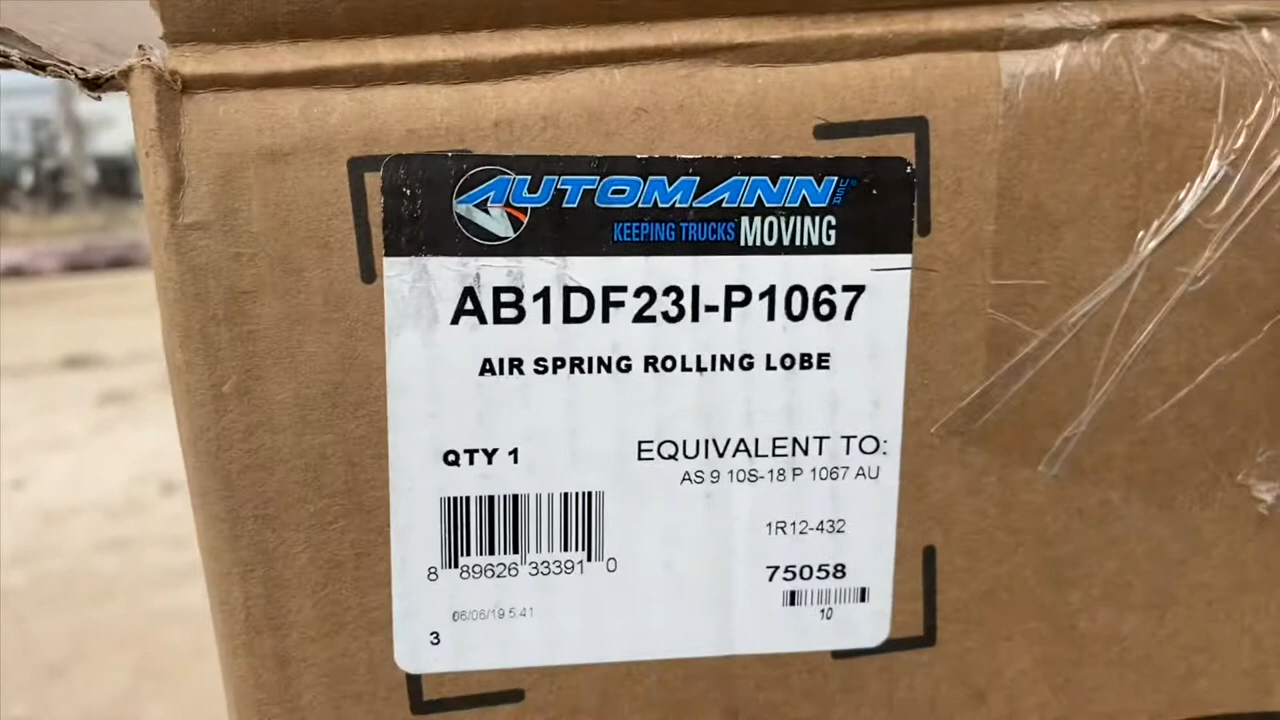 AUTOMANN USA®
KEEPING TRUCKS MOVING
AB1DF23I-P1067
AIR SPRING ROLLING LOBE
QTY 1
EQUIVALENT TO:
AS 9 10S-18 P 1067 AU
1R12-432
8 89626 33391 0
75058
10
06/06/19 5.41
3